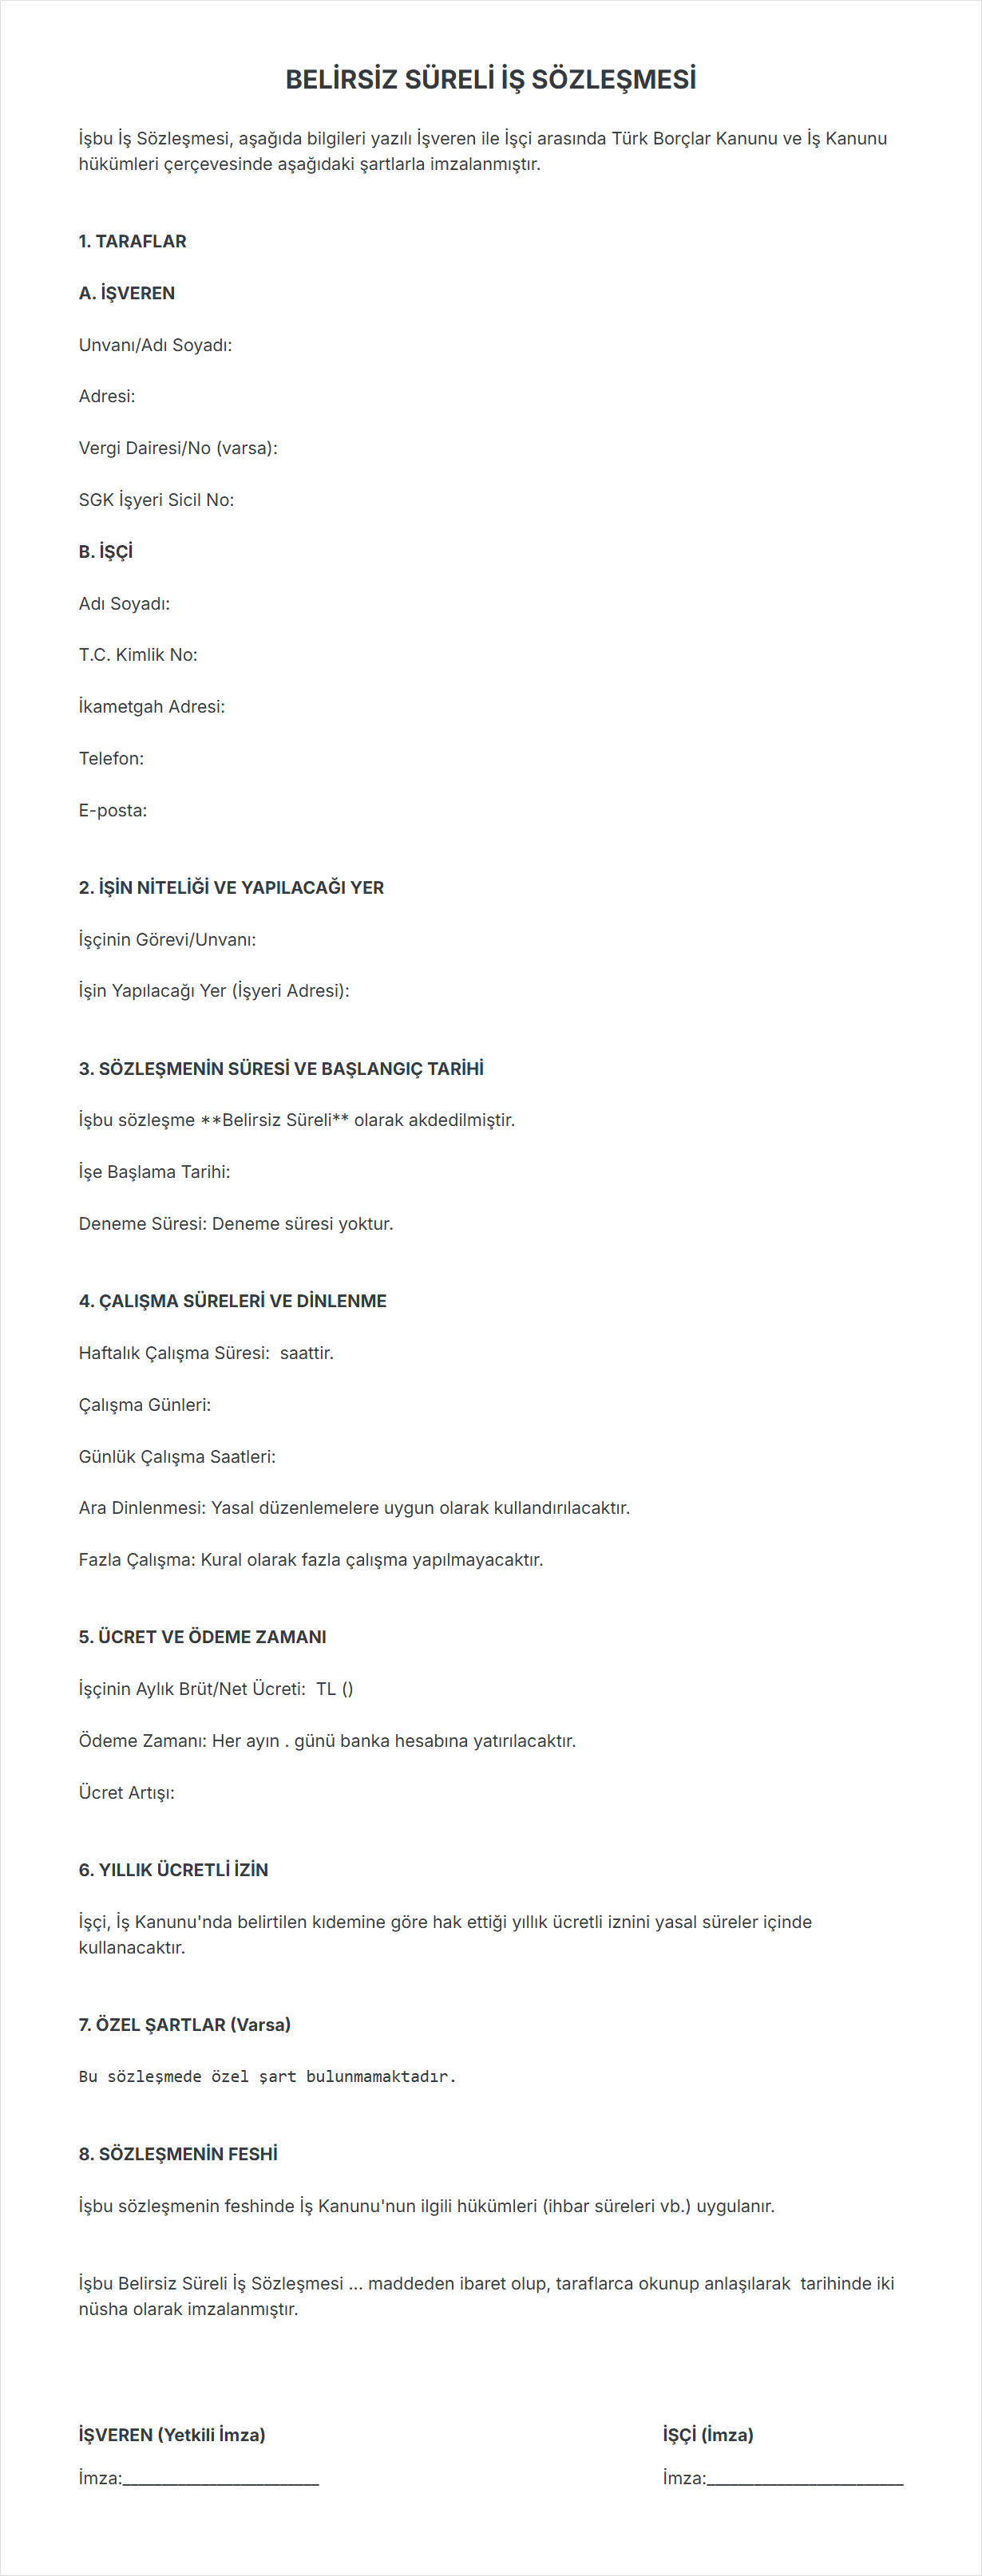 BELİRSİZ SÜRELİ İŞ SÖZLEŞMESİ
İşbu İş Sözleşmesi, aşağıda bilgileri yazılı İşveren ile İşçi arasında Türk Borçlar Kanunu ve İş Kanunu
hükümleri çerçevesinde aşağıdaki şartlarla imzalanmıştır.
1. TARAFLAR
A. İŞVEREN
Unvanı/Adı Soyadı:
Adresi:
Vergi Dairesi/No (varsa):
SGK İşyeri Sicil No:
B. İŞÇİ
Adı Soyadı:
T.C. Kimlik No:
İkametgah Adresi:
Telefon:
E-posta:
2. İŞİN NİTELİĞİ VE YAPILACAĞI YER
İşçinin Görevi/Unvanı:
İşin Yapılacağı Yer (İşyeri Adresi):
3. SÖZLEŞMENİN SÜRESİ VE BAŞLANGIÇ TARİHİ
İşbu sözleşme **Belirsiz Süreli** olarak akdedilmiştir.
İşe Başlama Tarihi:
Deneme Süresi: Deneme süresi yoktur.
4. ÇALIŞMA SÜRELERİ VE DİNLENME
Haftalık Çalışma Süresi:  saattir.
Çalışma Günleri:
Günlük Çalışma Saatleri:
Ara Dinlenmesi: Yasal düzenlemelere uygun olarak kullandırılacaktır.
Fazla Çalışma: Kural olarak fazla çalışma yapılmayacaktır.
5. ÜCRET VE ÖDEME ZAMANI
İşçinin Aylık Brüt/Net Ücreti:  TL ()
Ödeme Zamanı: Her ayın . günü banka hesabına yatırılacaktır.
Ücret Artışı:
6. YILLIK ÜCRETLİ İZİN
İşçi, İş Kanunu'nda belirtilen kıdemine göre hak ettiği yıllık ücretli iznini yasal süreler içinde
kullanacaktır.
7. ÖZEL ŞARTLAR (Varsa)
Bu sözleşmede özel şart bulunmamaktadır.
8. SÖZLEŞMENİN FESHİ
İşbu sözleşmenin feshinde İş Kanunu'nun ilgili hükümleri (ihbar süreleri vb.) uygulanır.
İşbu Belirsiz Süreli İş Sözleşmesi ... maddeden ibaret olup, taraflarca okunup anlaşılarak  tarihinde iki
nüsha olarak imzalanmıştır.
İŞVEREN (Yetkili İmza)
İmza:_________________________
İŞÇİ (İmza)
İmza:_________________________